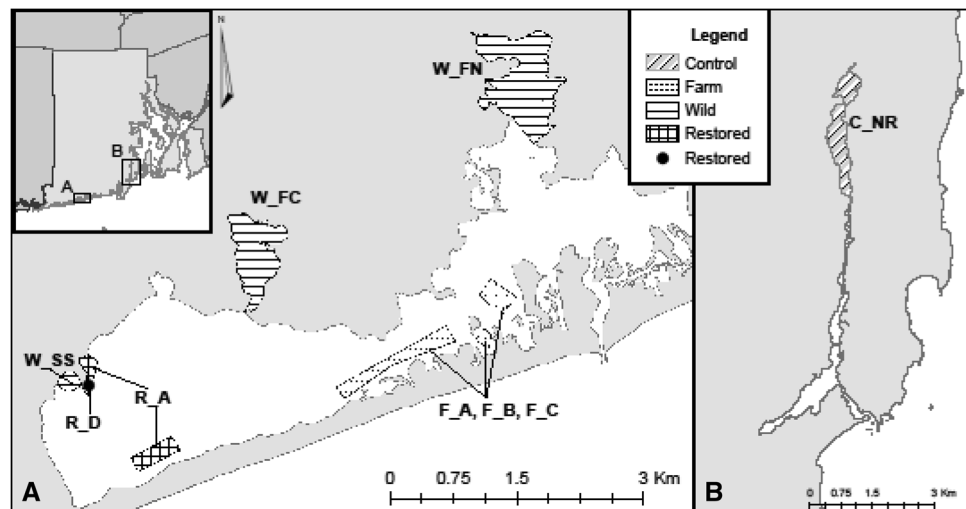 N
B
A
W_FN
W_FC
W_SS
R_D
R_A
F_A, F_B, F_C
0 0.75 1.5 3 Km
A
Legend
Control
Farm
Wild
Restored
Restored
C_NR
0 0.75 1.5 3 Km
B